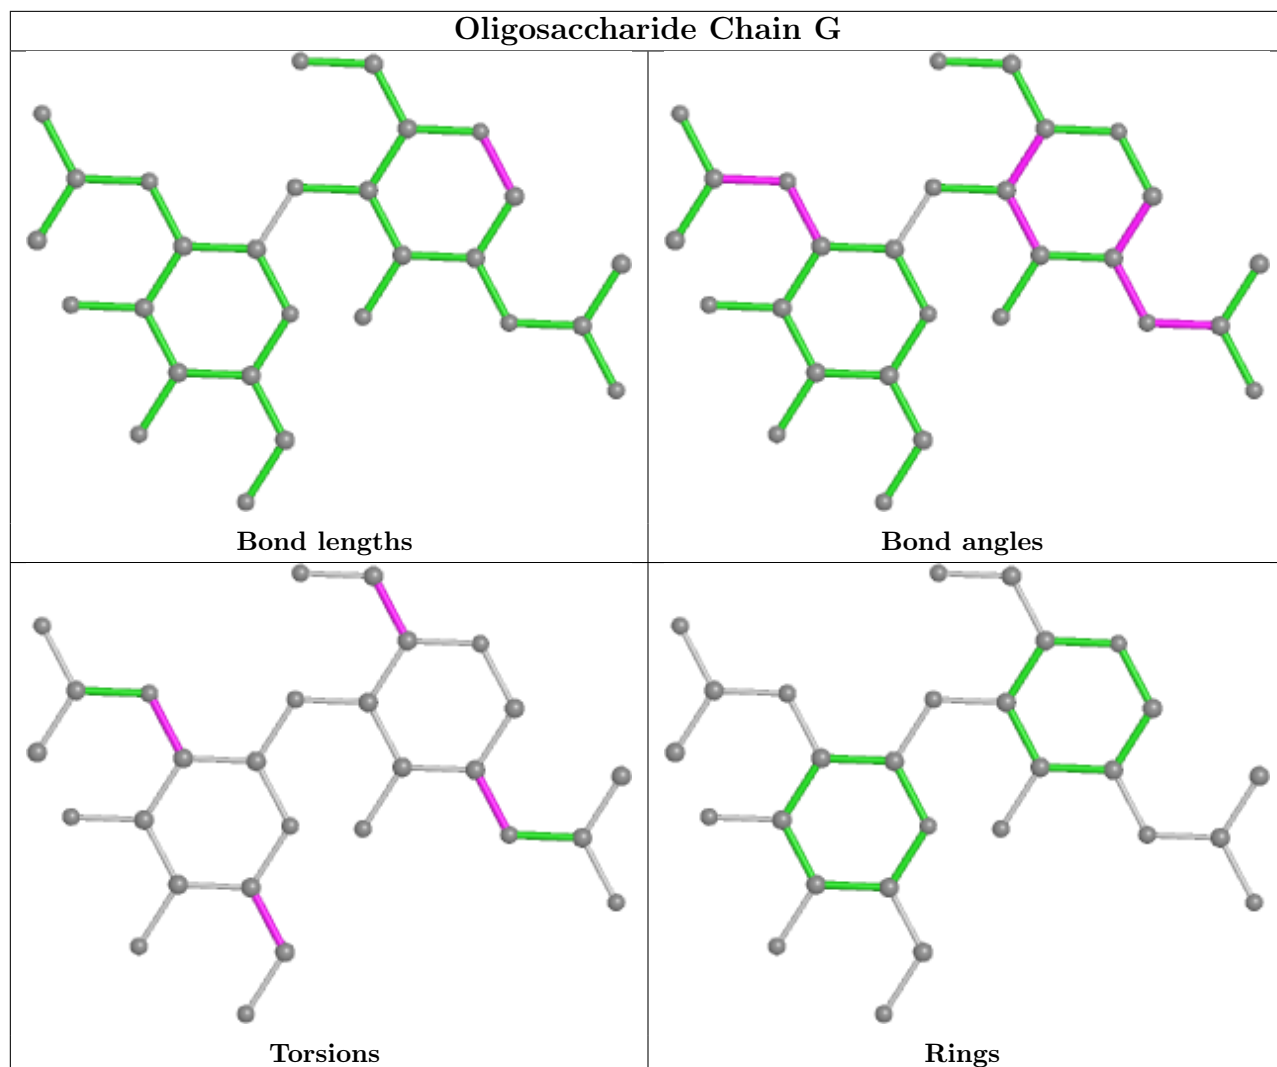 Oligosaccharide Chain G
Bond lengths
Bond angles
Torsions
Rings